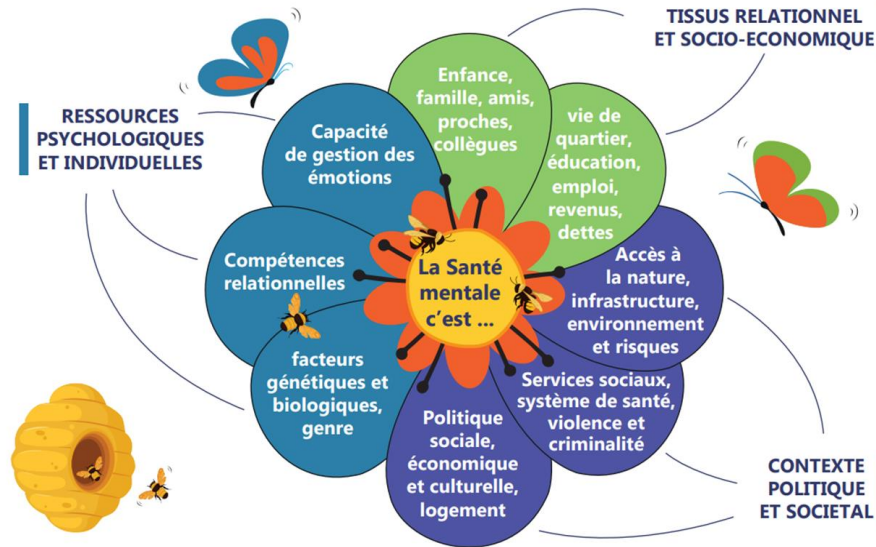 TISSUS RELATIONNEL
ET SOCIO-ECONOMIQUE
RESSOURCES
PSYCHOLOGIQUES
ET INDIVIDUELLES
Enfance,
famille, amis,
proches,
collègues
vie de
quartier,
éducation,
emploi,
revenus,
dettes
Capacité
de gestion des
émotions
Compétences
relationnelles
facteurs
génétiques et
biologiques,
genre
La Santé
mentale
c'est ...
Accès à
la nature,
infrastructure,
environnement
et risques
Services sociaux,
système de santé,
violence et
criminalité
Politique
sociale,
économique
et culturelle,
logement
CONTEXTE
POLITIQUE
ET SOCIETAL